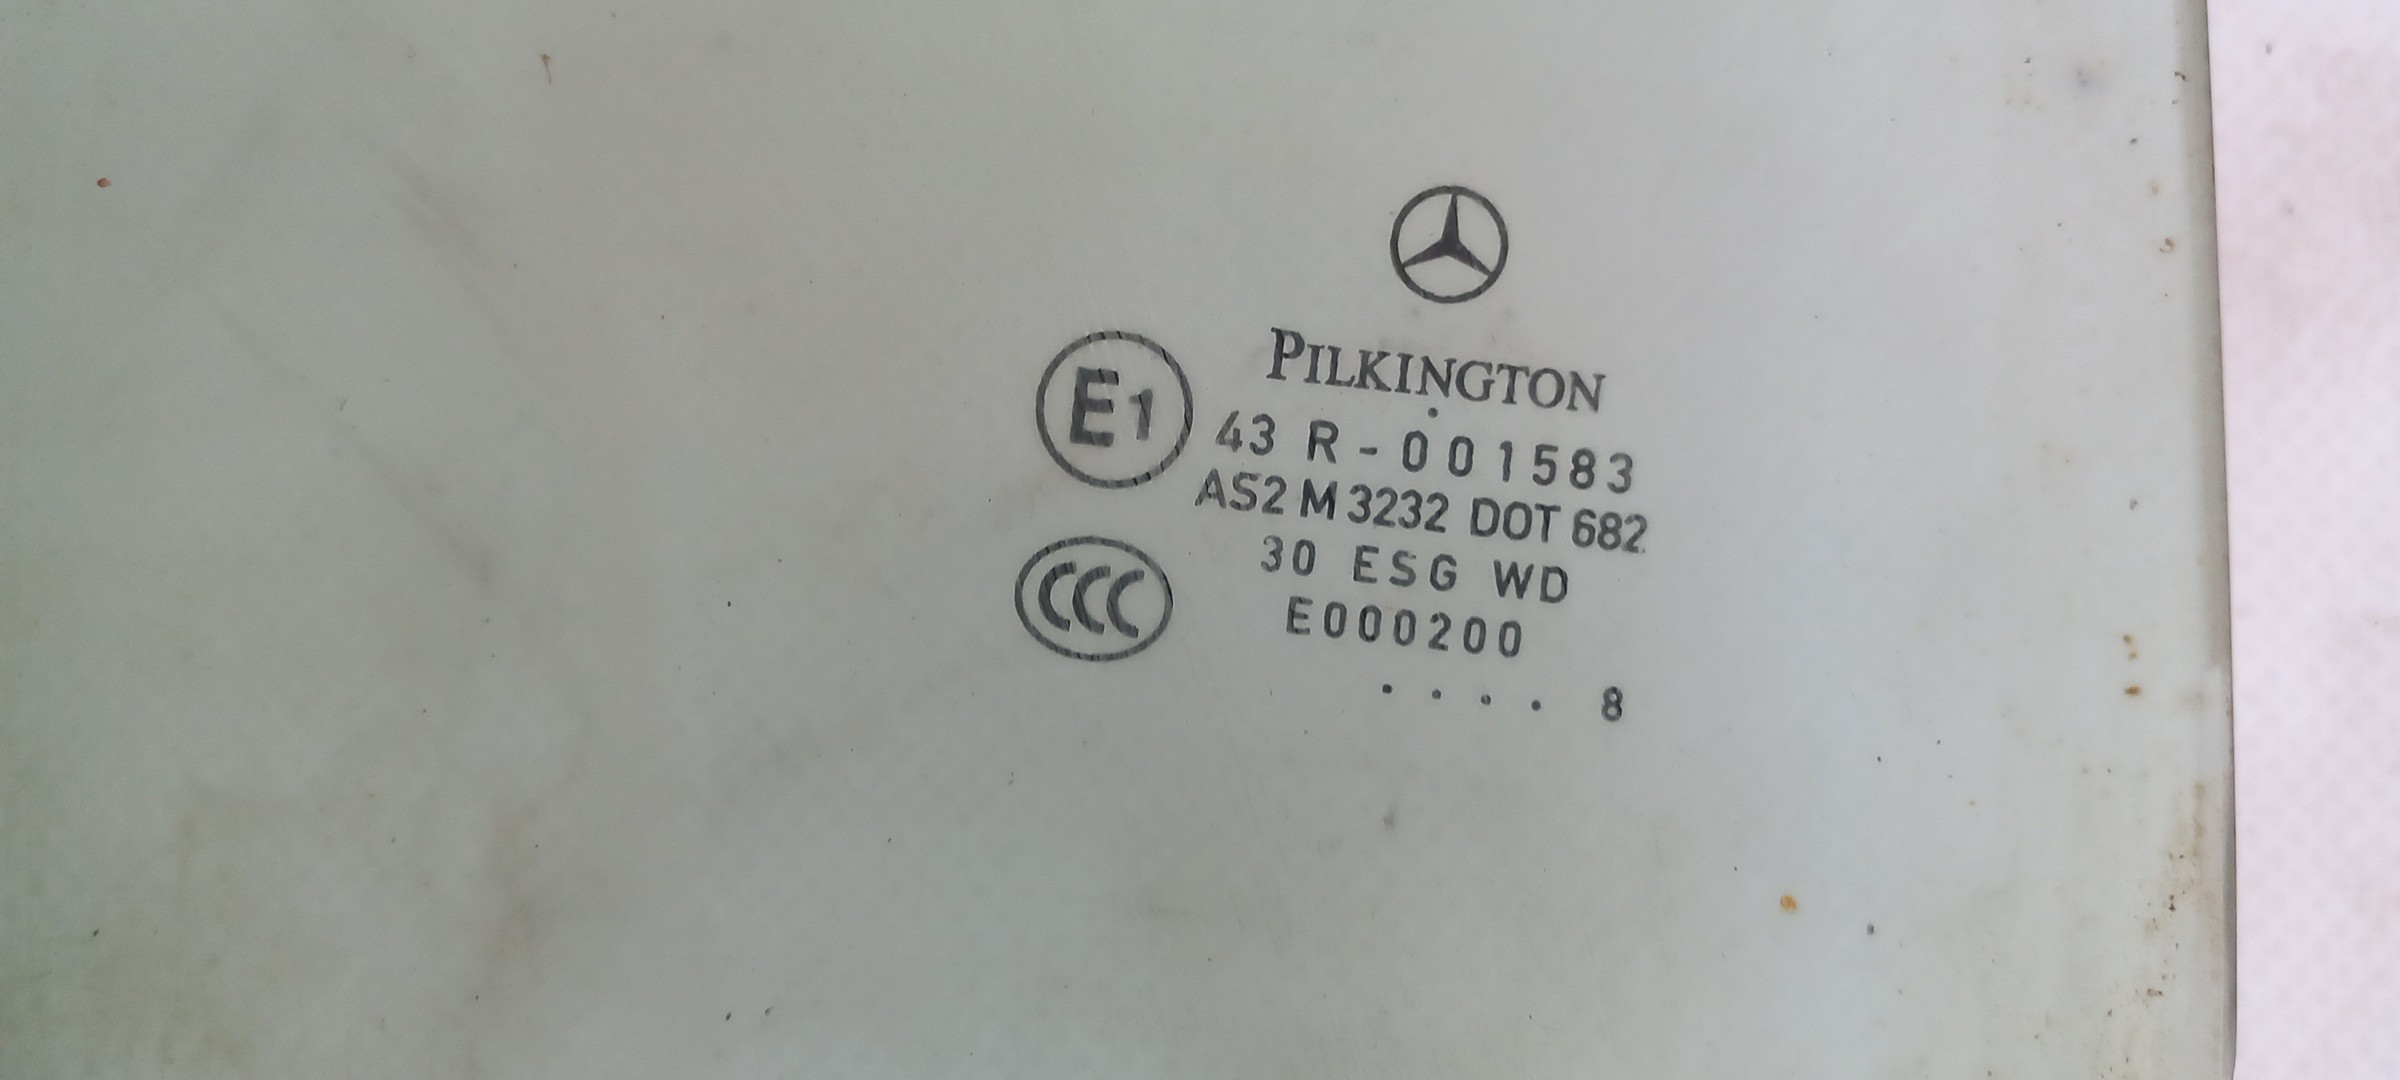 PILKINGTON
E1 43 R - 001583
AS2 M 3232 DOT 682
30 ESG WD
CCC E000200
. . . . 8